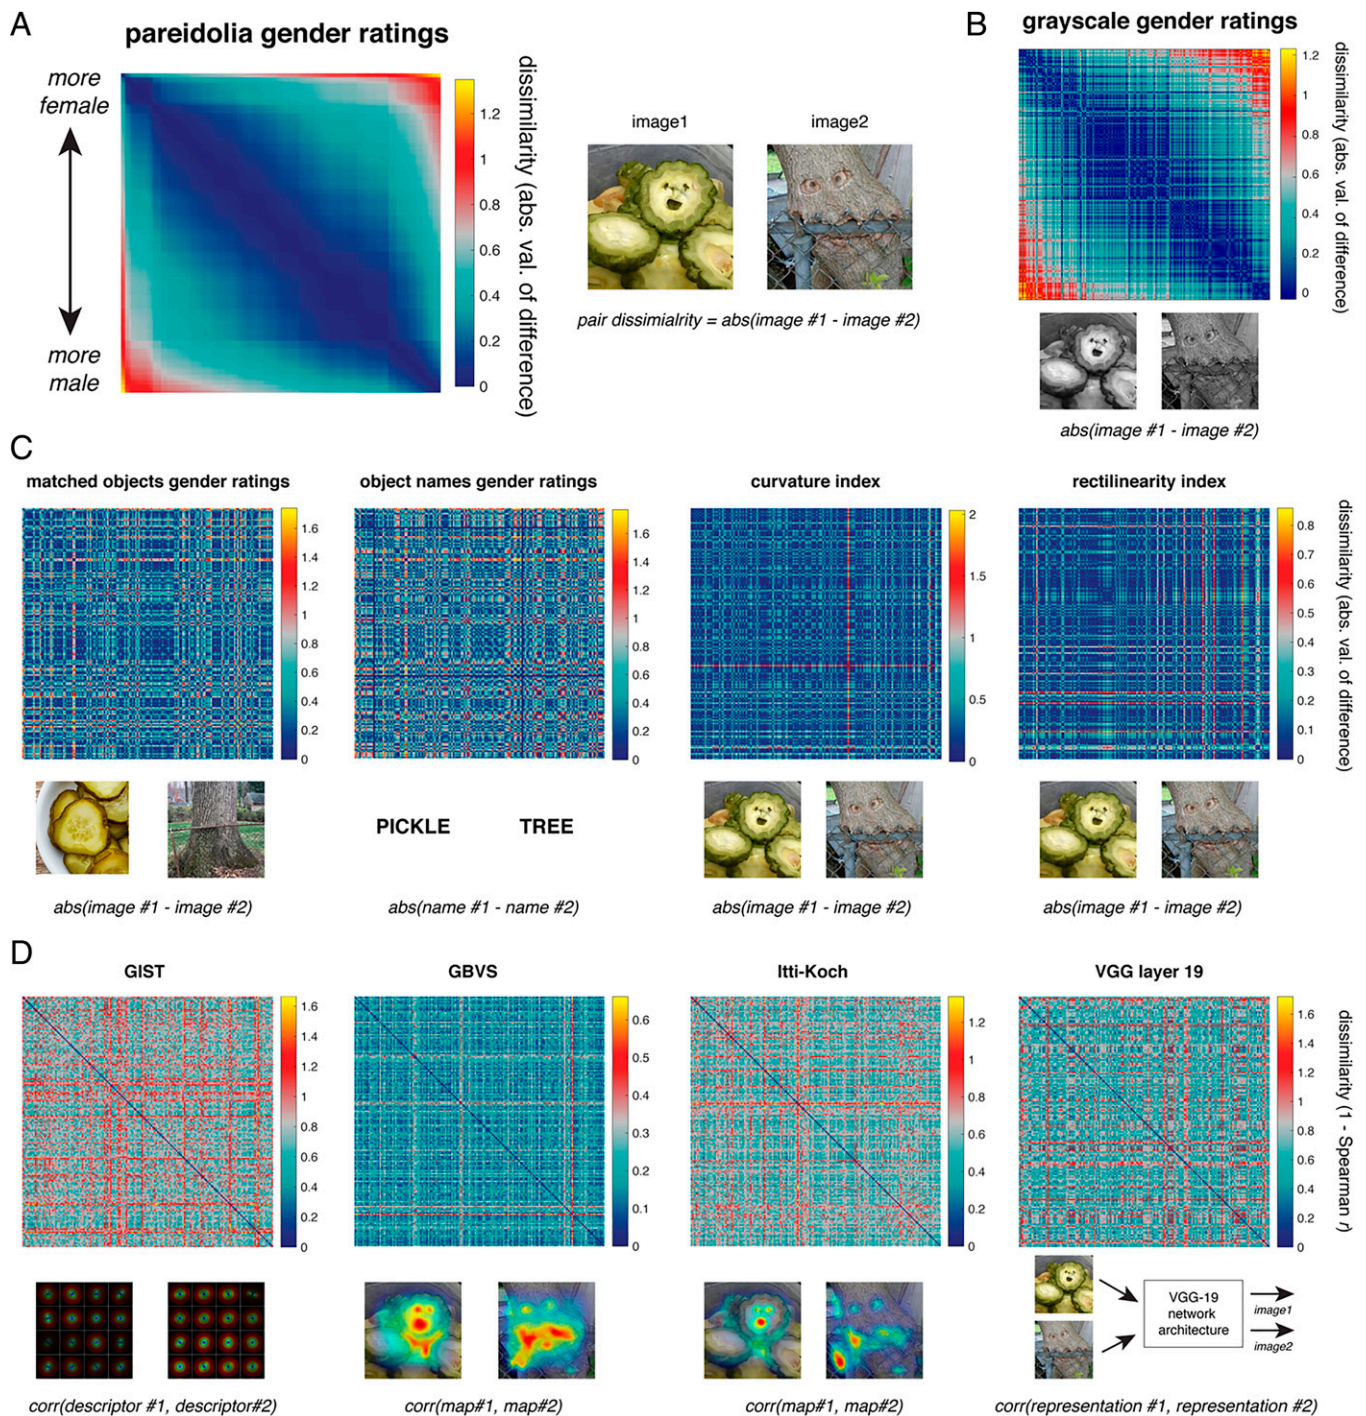 A
pareidolia gender ratings
more
female
more
male
1.2
1
0.8
0.6
0.4
0.2
0
dissimilarity (abs. val. of difference)
image1
image2
pair dissimialrity = abs(image #1 - image #2)
B
grayscale gender ratings
1.2
1
0.8
0.6
0.4
0.2
0
dissimilarity (abs. val. of difference)
abs(image #1 - image #2)
C
matched objects gender ratings
1.6
1.4
1.2
1
0.8
0.6
0.4
0.2
0
abs(image #1 - image #2)
object names gender ratings
1.6
1.4
1.2
1
0.8
0.6
0.4
0.2
0
PICKLE
TREE
abs(name #1 - name #2)
curvature index
2
1.5
1
0.5
0
abs(image #1 - image #2)
rectilinearity index
0.8
0.7
0.6
0.5
0.4
0.3
0.2
0.1
0
dissimilarity (abs. val. of difference)
abs(image #1 - image #2)
D
GIST
1.6
1.4
1.2
1
0.8
0.6
0.4
0.2
0
corr(descriptor #1, descriptor#2)
GBVS
0.6
0.5
0.4
0.3
0.2
0.1
0
corr(map#1, map#2)
Itti-Koch
1.2
1
0.8
0.6
0.4
0.2
0
corr(map#1, map#2)
VGG layer 19
1.6
1.4
1.2
1
0.8
0.6
0.4
0.2
0
dissimilarity (1 - Spearman r)
VGG-19
network
architecture
image1
image2
corr(representation #1, representation #2)